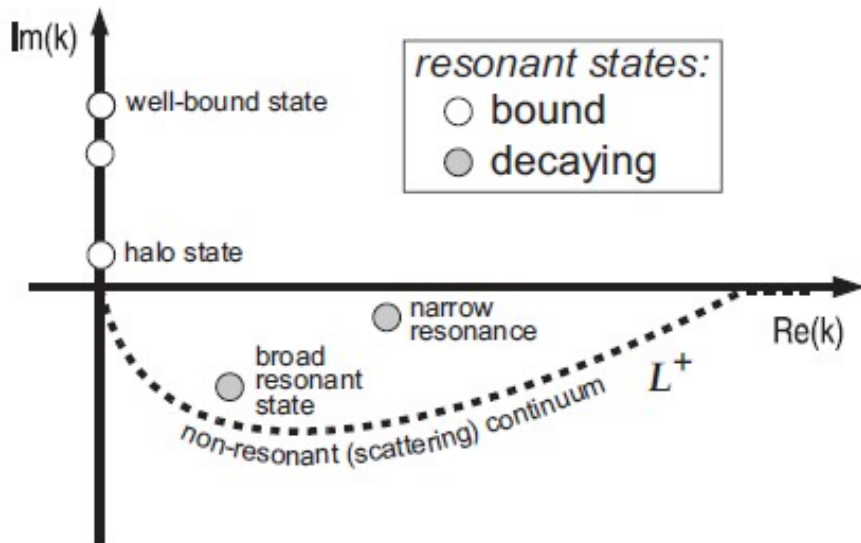 Im(k)
resonant states:
bound
decaying
well-bound state
halo state
narrow
resonance
Re(k)
broad
resonant
state
L+
non-resonant (scattering) continuum